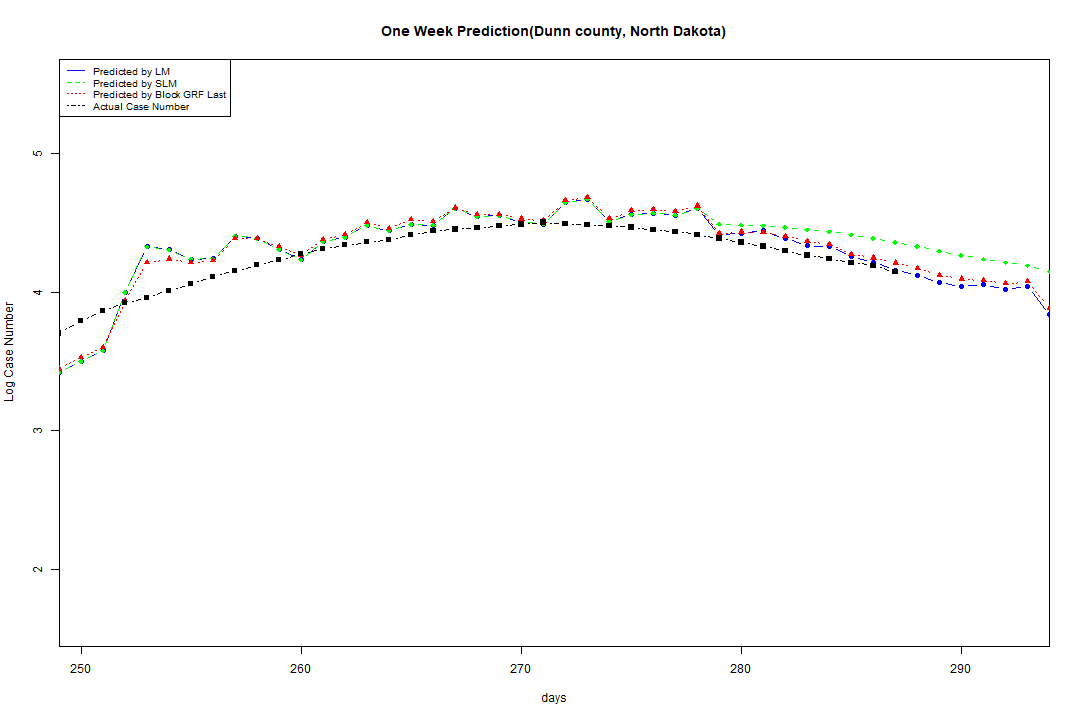 One Week Prediction(Dunn county, North Dakota)
Predicted by LM
Predicted by SLM
Predicted by Block GRF Last
Actual Case Number
5
4
3
2
Log Case Number
250 260 270 280 290
days